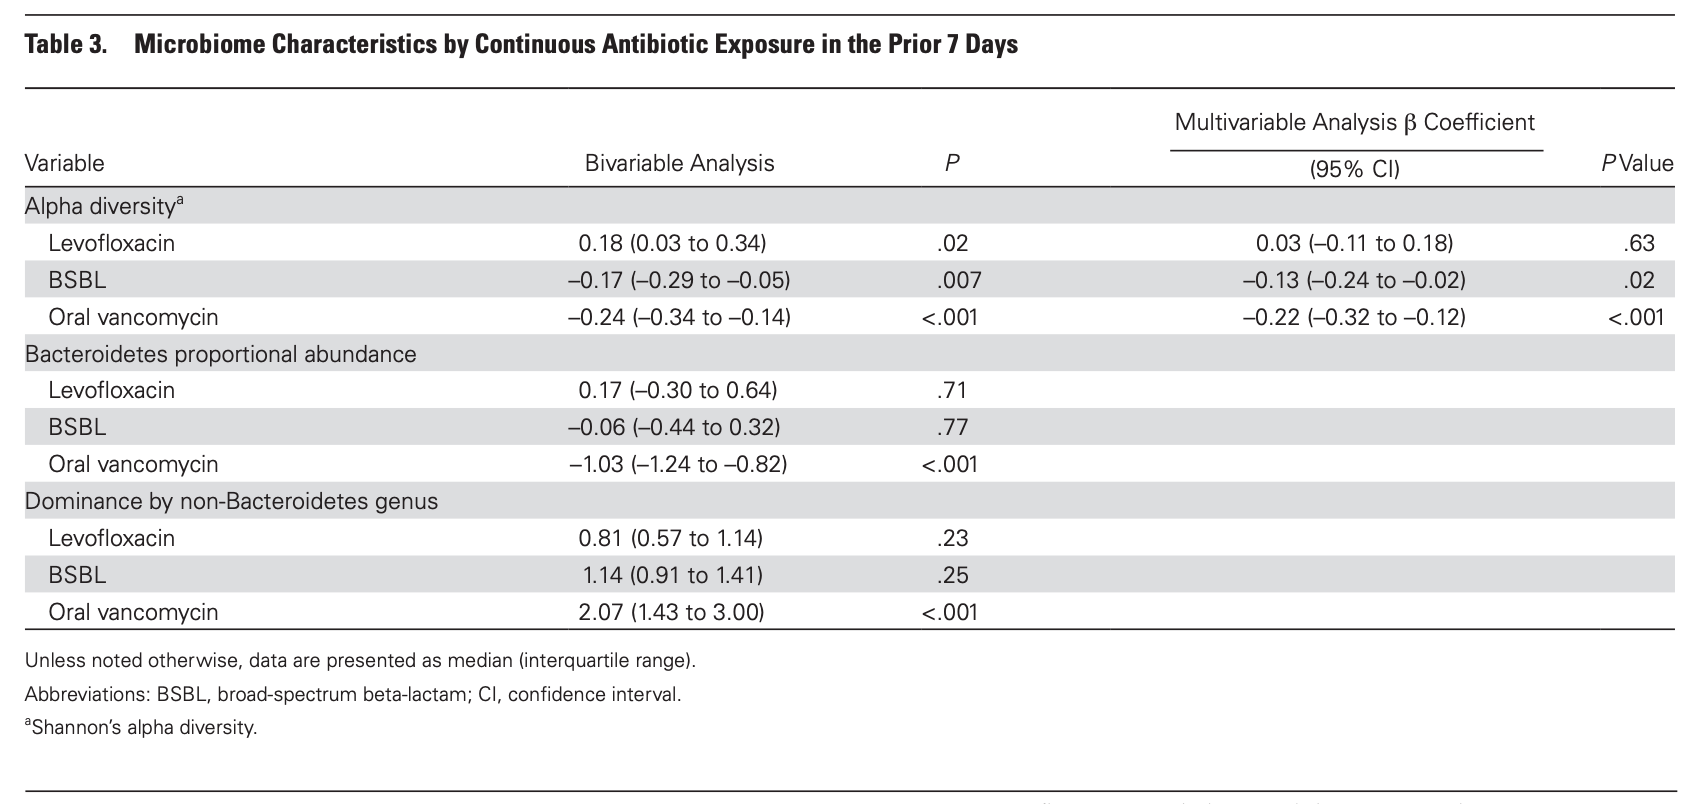 Table 3. Microbiome Characteristics by Continuous Antibiotic Exposure in the Prior 7 Days
Multivariable Analysis β Coefficient
Variable Bivariable Analysis P (95% CI) P Value
Alpha diversityᵃ
Levofloxacin 0.18 (0.03 to 0.34) .02 0.03 (–0.11 to 0.18) .63
BSBL –0.17 (–0.29 to –0.05) .007 –0.13 (–0.24 to –0.02) .02
Oral vancomycin –0.24 (–0.34 to –0.14) <.001 –0.22 (–0.32 to –0.12) <.001
Bacteroidetes proportional abundance
Levofloxacin 0.17 (–0.30 to 0.64) .71
BSBL –0.06 (–0.44 to 0.32) .77
Oral vancomycin –1.03 (–1.24 to –0.82) <.001
Dominance by non-Bacteroidetes genus
Levofloxacin 0.81 (0.57 to 1.14) .23
BSBL 1.14 (0.91 to 1.41) .25
Oral vancomycin 2.07 (1.43 to 3.00) <.001
Unless noted otherwise, data are presented as median (interquartile range).
Abbreviations: BSBL, broad-spectrum beta-lactam; CI, confidence interval.
ᵃShannon’s alpha diversity.